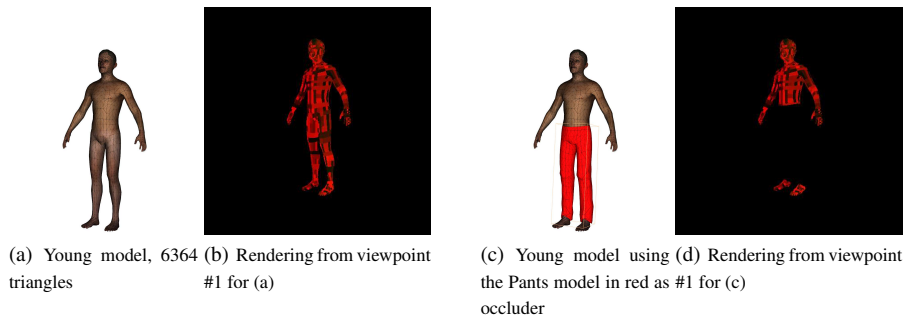 (a) Young model, 6364
triangles
(b) Rendering from viewpoint
#1 for (a)
(c) Young model using
the Pants model in red as
occluder
(d) Rendering from viewpoint
#1 for (c)